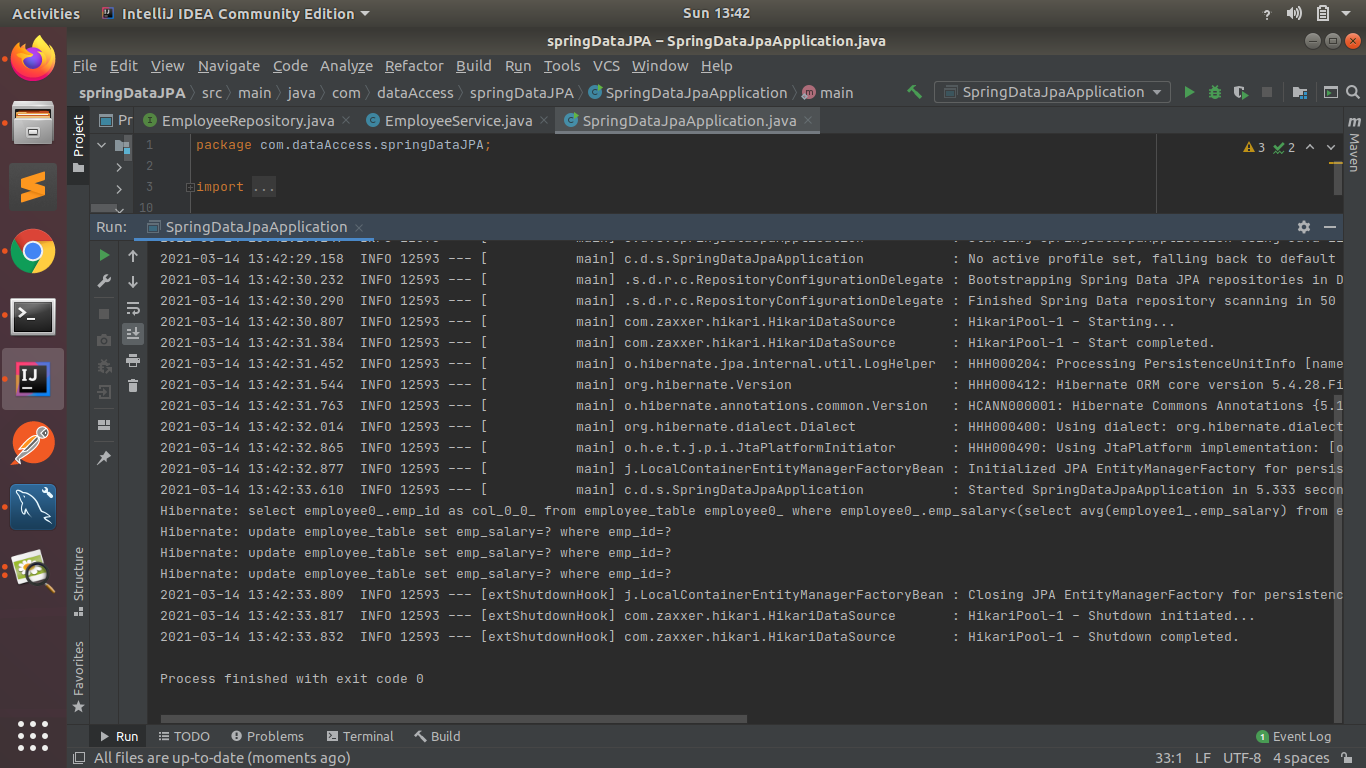 Activities IntelliJ IDEA Community Edition Sun 13:42 ?
springDataJPA – SpringDataJpaApplication.java
File Edit View Navigate Code Analyze Refactor Build Run Tools VCS Window Help
springDataJPA src main java com dataAccess springDataJPA SpringDataJpaApplication main SpringDataJpaApplication
Project
Pr EmployeeRepository.java EmployeeService.java SpringDataJpaApplication.java
Maven
1 package com.dataAccess.springDataJPA; 3 2
2
3 import ...
10
Run: SpringDataJpaApplication
2021-03-14 13:42:29.158 INFO 12593 --- [ main] c.d.s.SpringDataJpaApplication : No active profile set, falling back to default
2021-03-14 13:42:30.232 INFO 12593 --- [ main] .s.d.r.c.RepositoryConfigurationDelegate : Bootstrapping Spring Data JPA repositories in D
2021-03-14 13:42:30.290 INFO 12593 --- [ main] .s.d.r.c.RepositoryConfigurationDelegate : Finished Spring Data repository scanning in 50
2021-03-14 13:42:30.807 INFO 12593 --- [ main] com.zaxxer.hikari.HikariDataSource : HikariPool-1 - Starting...
2021-03-14 13:42:31.384 INFO 12593 --- [ main] com.zaxxer.hikari.HikariDataSource : HikariPool-1 - Start completed.
2021-03-14 13:42:31.452 INFO 12593 --- [ main] o.hibernate.jpa.internal.util.LogHelper : HHH000204: Processing PersistenceUnitInfo [name
2021-03-14 13:42:31.544 INFO 12593 --- [ main] org.hibernate.Version : HHH000412: Hibernate ORM core version 5.4.28.Fi
2021-03-14 13:42:31.763 INFO 12593 --- [ main] o.hibernate.annotations.common.Version : HCANN000001: Hibernate Commons Annotations {5.1
2021-03-14 13:42:32.014 INFO 12593 --- [ main] org.hibernate.dialect.Dialect : HHH000400: Using dialect: org.hibernate.dialect
2021-03-14 13:42:32.865 INFO 12593 --- [ main] o.h.e.t.j.p.i.JtaPlatformInitiator : HHH000490: Using JtaPlatform implementation: [o
2021-03-14 13:42:32.877 INFO 12593 --- [ main] j.LocalContainerEntityManagerFactoryBean : Initialized JPA EntityManagerFactory for persis
2021-03-14 13:42:33.610 INFO 12593 --- [ main] c.d.s.SpringDataJpaApplication : Started SpringDataJpaApplication in 5.333 secon
Hibernate: select employee0_.emp_id as col_0_0_ from employee_table employee0_ where employee0_.emp_salary<(select avg(employee1_.emp_salary) from e
Hibernate: update employee_table set emp_salary=? where emp_id=?
Hibernate: update employee_table set emp_salary=? where emp_id=?
Hibernate: update employee_table set emp_salary=? where emp_id=?
2021-03-14 13:42:33.809 INFO 12593 --- [extShutdownHook] j.LocalContainerEntityManagerFactoryBean : Closing JPA EntityManagerFactory for persistenc
2021-03-14 13:42:33.817 INFO 12593 --- [extShutdownHook] com.zaxxer.hikari.HikariDataSource : HikariPool-1 - Shutdown initiated...
2021-03-14 13:42:33.832 INFO 12593 --- [extShutdownHook] com.zaxxer.hikari.HikariDataSource : HikariPool-1 - Shutdown completed.
Process finished with exit code 0
Structure
Favorites
Run TODO Problems Terminal Build 1 Event Log
All files are up-to-date (moments ago) 33:1 LF UTF-8 4 spaces